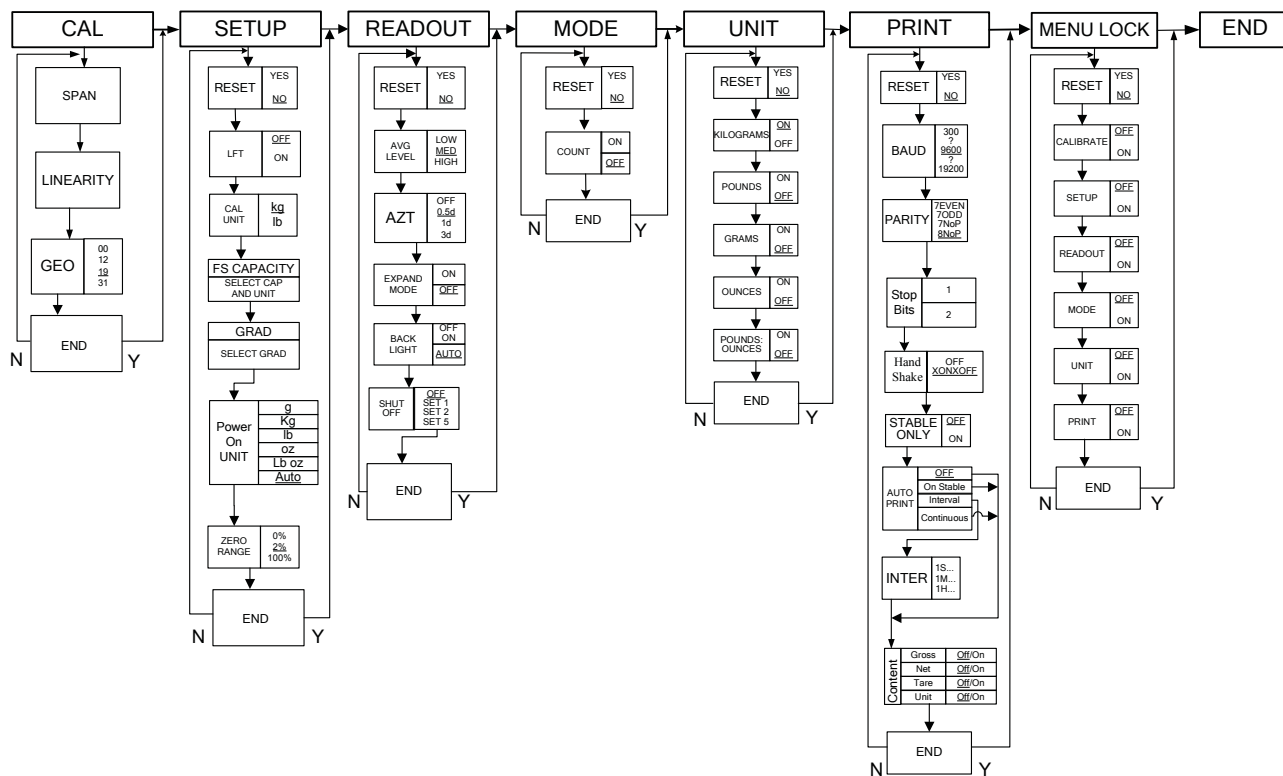 CAL
SETUP
READOUT
MODE
UNIT
PRINT
MENU LOCK
END
SPAN
LINEARITY
GEO
00
12
19
31
END
N
Y
RESET
YES
NO
LFT
OFF
ON
CAL
UNIT
kg
lb
FS CAPACITY
SELECT CAP
AND UNIT
GRAD
SELECT GRAD
Power
On
UNIT
g
Kg
lb
oz
Lb oz
Auto
ZERO
RANGE
0%
2%
100%
END
N
Y
RESET
YES
NO
AVG
LEVEL
LOW
MED
HIGH
AZT
OFF
0.5d
1d
3d
EXPAND
MODE
ON
OFF
BACK
LIGHT
OFF
ON
AUTO
SHUT
OFF
OFF
SET 1
SET 2
SET 5
END
N
Y
RESET
YES
NO
COUNT
ON
OFF
END
N
Y
RESET
YES
NO
KILOGRAMS
ON
OFF
POUNDS
ON
OFF
GRAMS
ON
OFF
OUNCES
ON
OFF
POUNDS:
OUNCES
ON
OFF
END
N
Y
RESET
YES
NO
BAUD
300
?
9600
?
19200
PARITY
7EVEN
7ODD
7NoP
8NoP
Stop
Bits
1
2
Hand
Shake
OFF
XONXOFF
STABLE
ONLY
OFF
ON
AUTO
PRINT
OFF
On Stable
Interval
Continuous
INTER
1S...
1M...
1H...
Content
Gross
Off/On
Net
Off/On
Tare
Off/On
Unit
Off/On
END
N
Y
RESET
YES
NO
CALIBRATE
OFF
ON
SETUP
OFF
ON
READOUT
OFF
ON
MODE
OFF
ON
UNIT
OFF
ON
PRINT
OFF
ON
END
N
Y